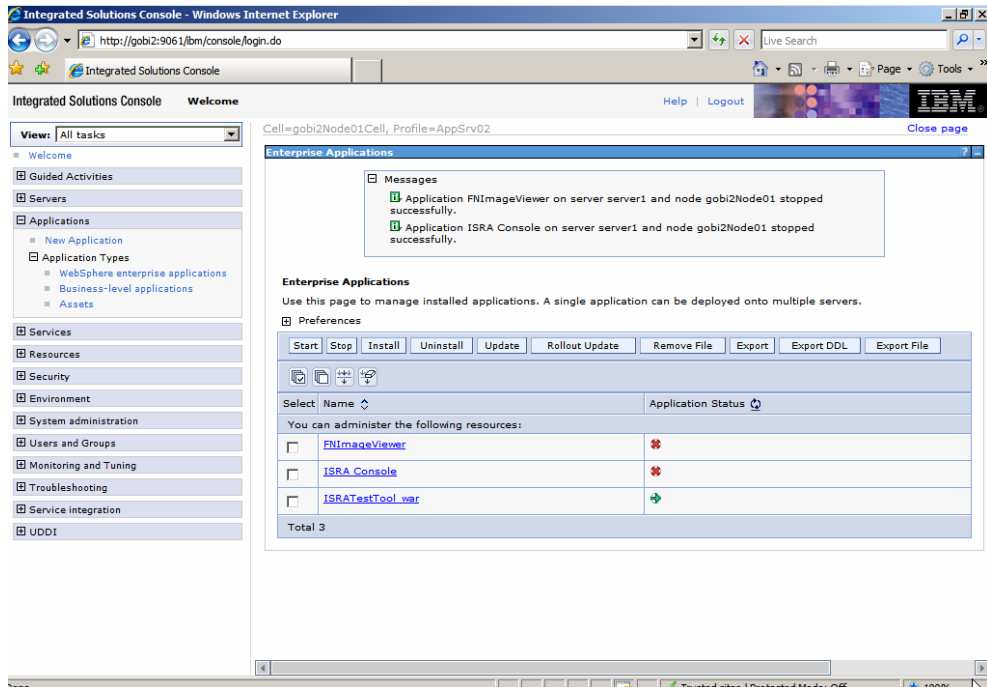 Integrated Solutions Console - Windows Internet Explorer
http://gobi2:9061/ibm/console/login.do
Live Search
Integrated Solutions Console
Page
Tools
Integrated Solutions Console Welcome
Help | Logout
IBM
View: All tasks
Welcome
Guided Activities
Servers
Applications
New Application
Application Types
WebSphere enterprise applications
Business-level applications
Assets
Services
Resources
Security
Environment
System administration
Users and Groups
Monitoring and Tuning
Troubleshooting
Service integration
UDDI
Cell=gobi2Node01Cell, Profile=AppSrv02
Close page
Enterprise Applications
Messages
Application FNImageViewer on server server1 and node gobi2Node01 stopped
successfully.
Application ISRA Console on server server1 and node gobi2Node01 stopped
successfully.
Enterprise Applications
Use this page to manage installed applications. A single application can be deployed onto multiple servers.
Preferences
Start Stop Install Uninstall Update Rollout Update Remove File Export Export DDL Export File
Select Name Application Status
You can administer the following resources:
FNImageViewer
ISRA Console
ISRATestTool_war
Total 3